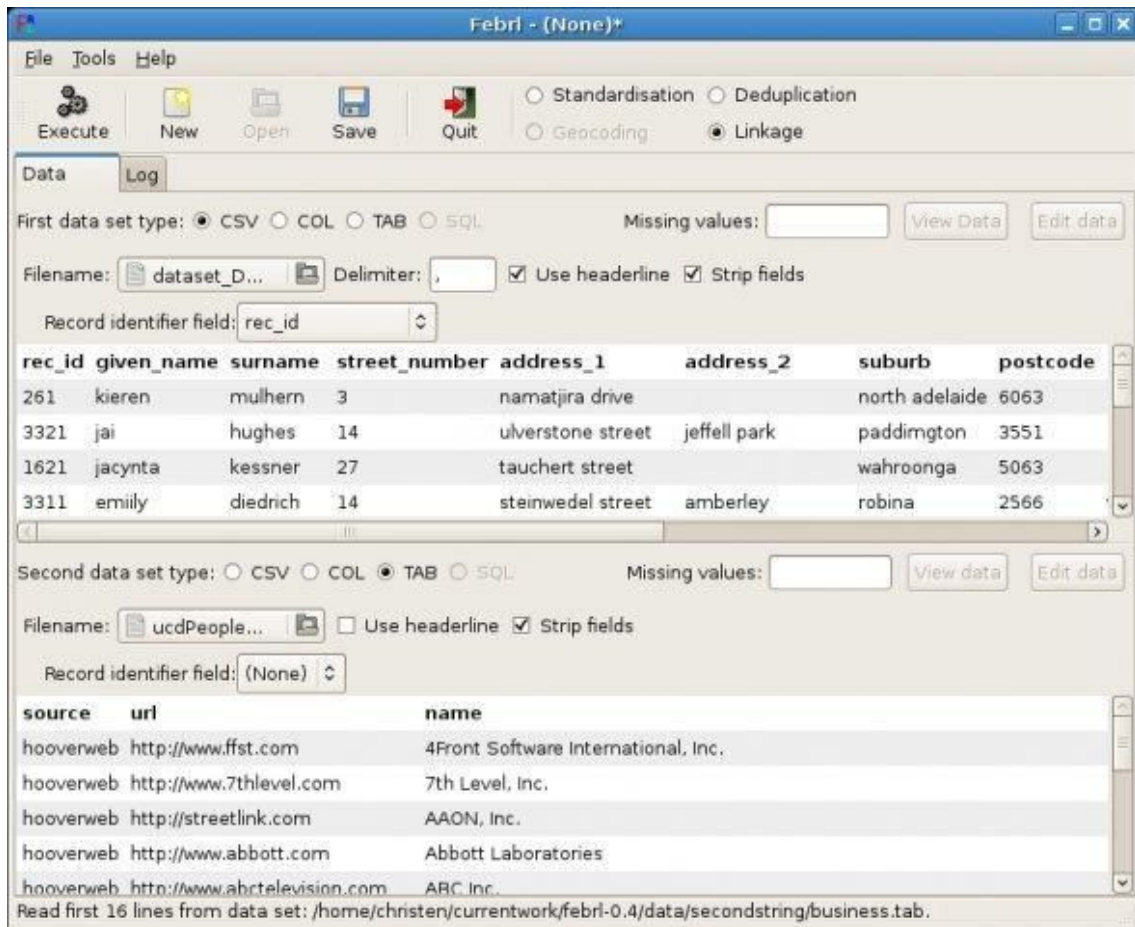 Febrl - (None)*
File Tools Help
Execute New Open Save Quit
Standardisation Deduplication
Geocoding Linkage
Data Log
First data set type: CSV COL TAB SQL Missing values: View Data Edit data
Filename: dataset_D... Delimiter: , Use headerline Strip fields
Record identifier field: rec_id
rec_id given_name surname street_number address_1 address_2 suburb postcode
261 kieren mulhern 3 namatjira drive north adelaide 6063
3321 jai hughes 14 ulverstone street jeffell park paddimgton 3551
1621 jacynta kessner 27 tauchert street wahroonga 5063
3311 emiily diedrich 14 steinwedel street amberley robina 2566
Second data set type: CSV COL TAB SQL Missing values: View data Edit data
Filename: ucdPeople... Use headerline Strip fields
Record identifier field: (None)
source url name
hooverweb http://www.ffst.com 4Front Software International, Inc.
hooverweb http://www.7thlevel.com 7th Level, Inc.
hooverweb http://streetlink.com AAON, Inc.
hooverweb http://www.abbott.com Abbott Laboratories
hooverweb http://www.abctelevision.com ABC Inc.
Read first 16 lines from data set: /home/christen/currentwork/febrl-0.4/data/secondstring/business.tab.